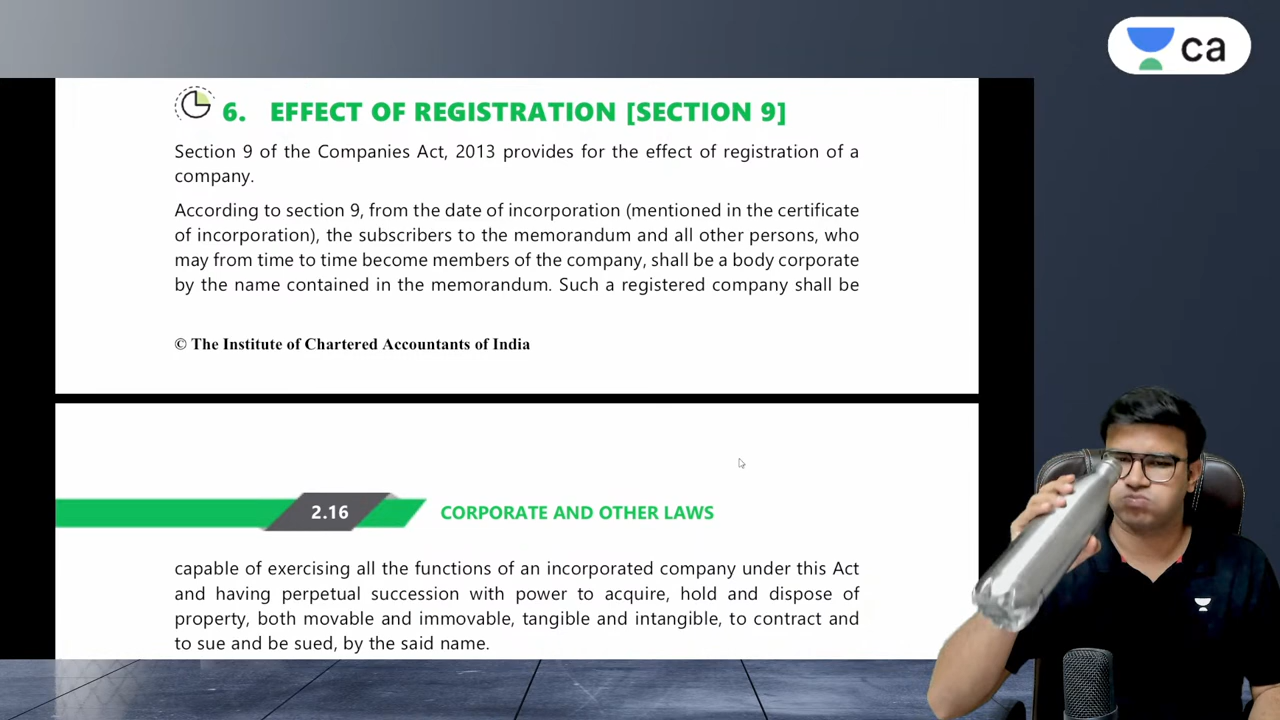 ca
6. EFFECT OF REGISTRATION [SECTION 9]
Section 9 of the Companies Act, 2013 provides for the effect of registration of a
company.
According to section 9, from the date of incorporation (mentioned in the certificate
of incorporation), the subscribers to the memorandum and all other persons, who
may from time to time become members of the company, shall be a body corporate
by the name contained in the memorandum. Such a registered company shall be
© The Institute of Chartered Accountants of India
2.16 CORPORATE AND OTHER LAWS
capable of exercising all the functions of an incorporated company under this Act
and having perpetual succession with power to acquire, hold and dispose of
property, both movable and immovable, tangible and intangible, to contract and
to sue and be sued, by the said name.